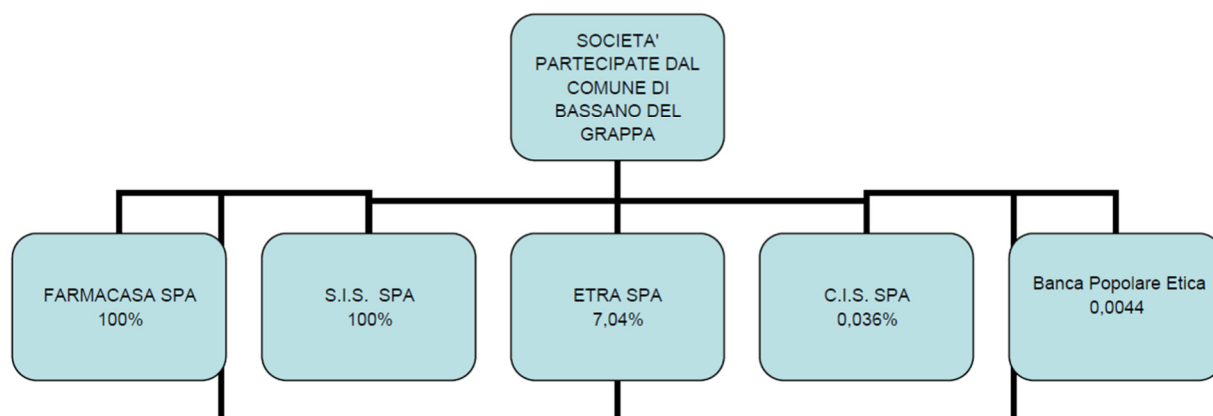 SOCIETA'
PARTECIPATE DAL
COMUNE DI
BASSANO DEL
GRAPPA
FARMACASA SPA
100%
S.I.S. SPA
100%
ETRA SPA
7,04%
C.I.S. SPA
0,036%
Banca Popolare Etica
0,0044